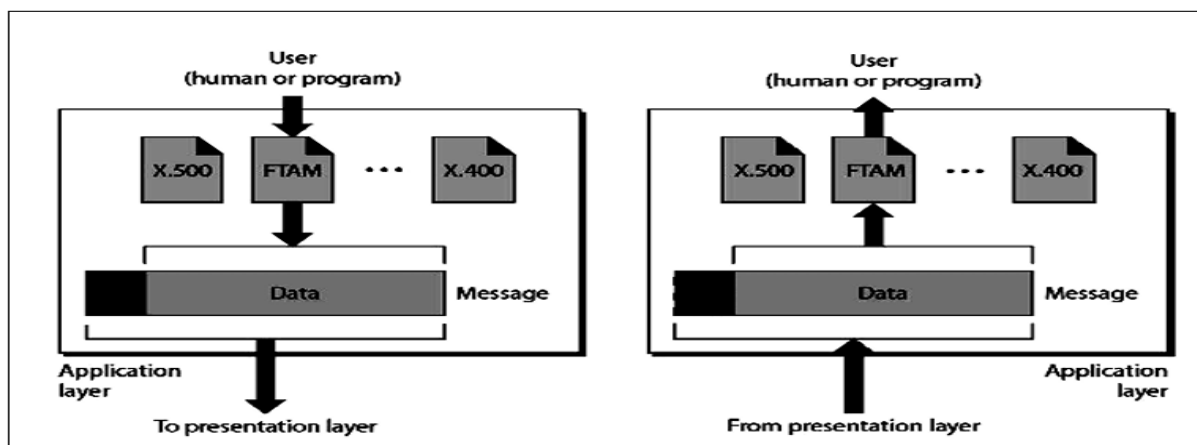 User
(human or program)
X.500
FTAM
...
X.400
Data
Message
Application
layer
To presentation layer
User
(human or program)
X.500
FTAM
...
X.400
Data
Message
Application
layer
From presentation layer